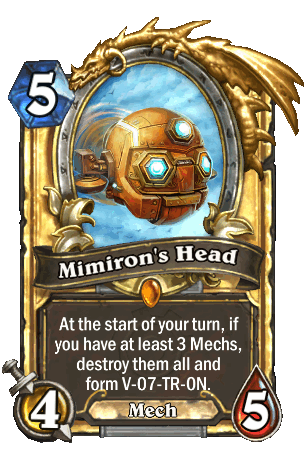 5
Mimiron's Head
At the start of your turn, if
you have at least 3 Mechs,
destroy them all and
form V-07-TR-0N.
4
Mech
5